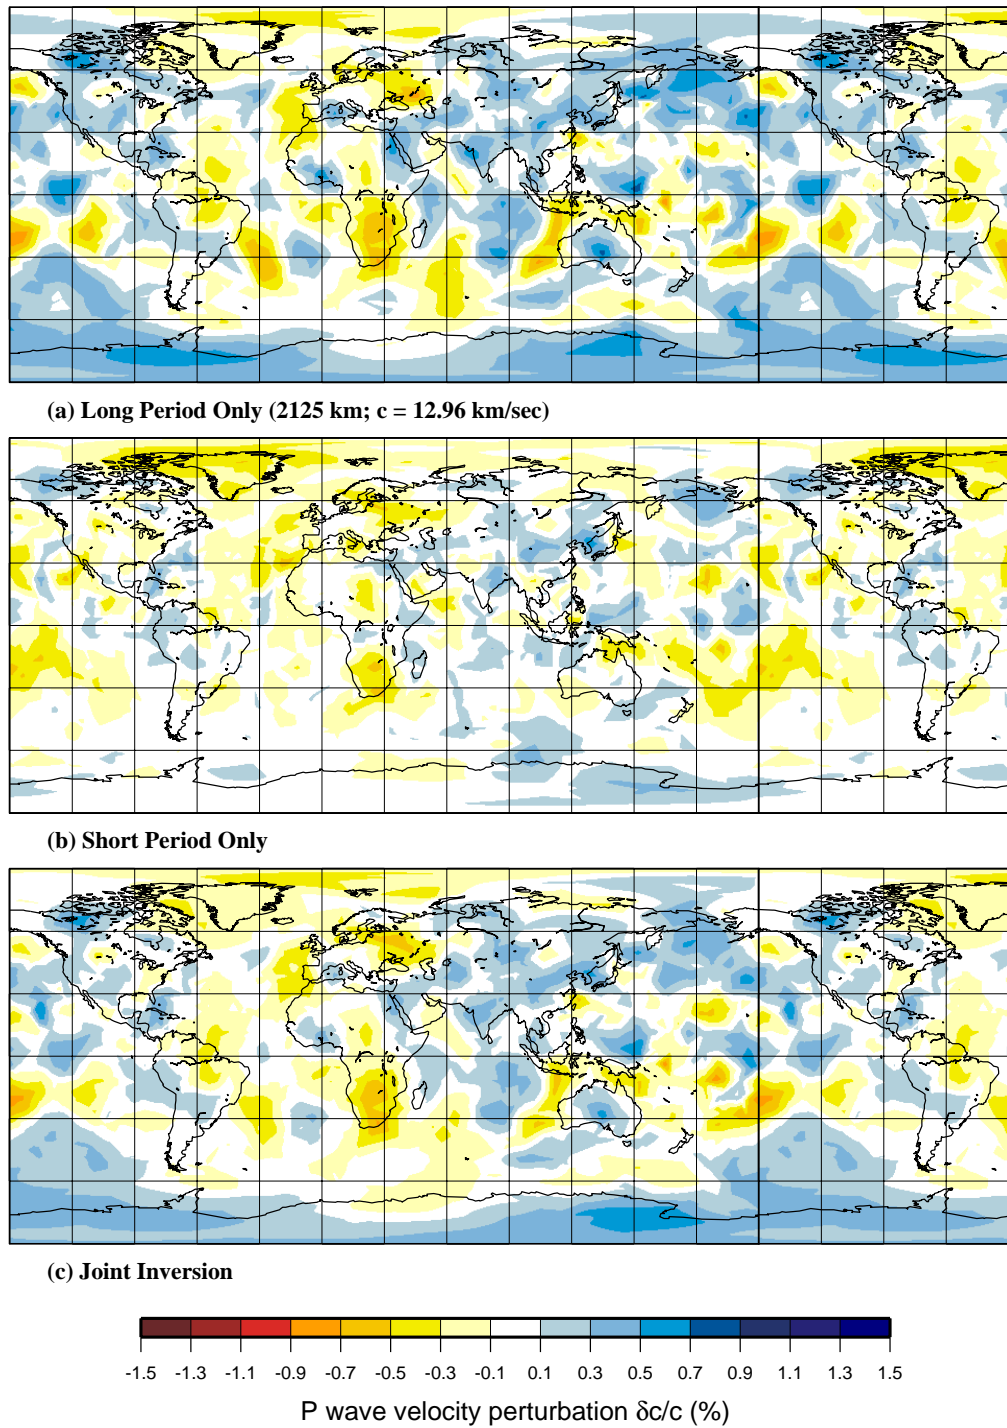 (a) Long Period Only (2125 km; c = 12.96 km/sec)
(b) Short Period Only
(c) Joint Inversion
-1.5 -1.3 -1.1 -0.9 -0.7 -0.5 -0.3 -0.1 0.1 0.3 0.5 0.7 0.9 1.1 1.3 1.5
P wave velocity perturbation δc/c (%)